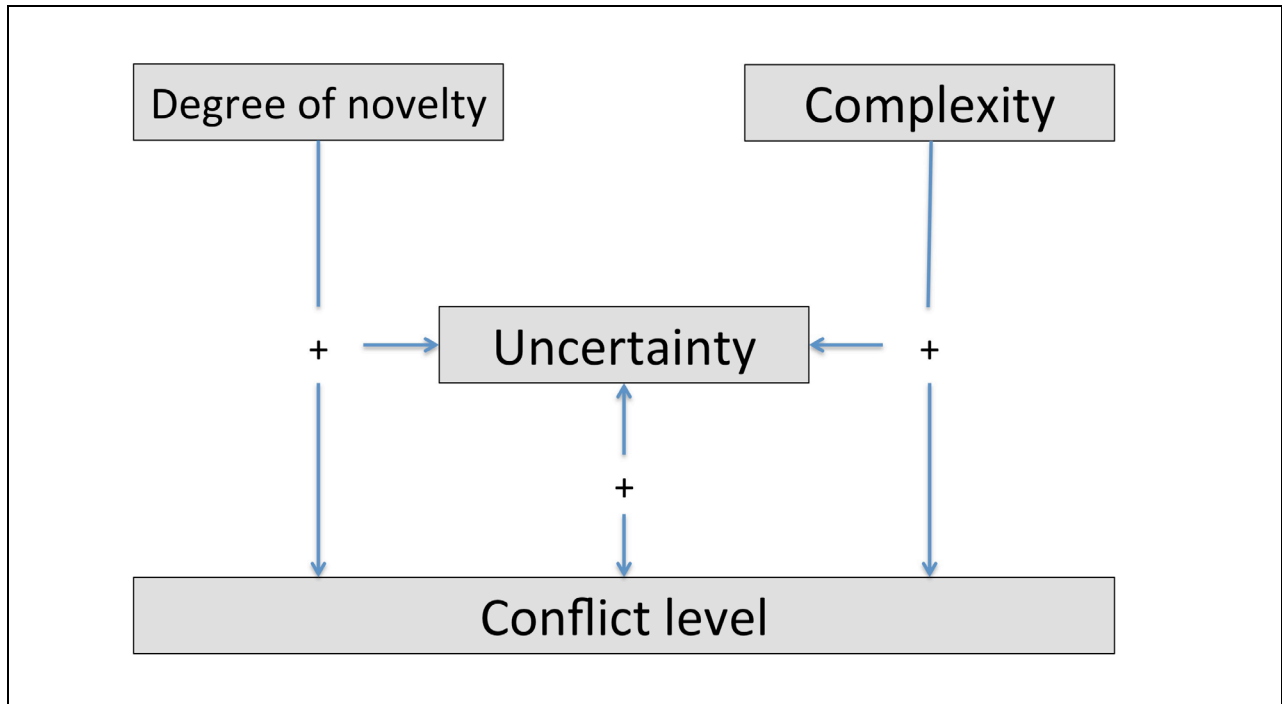 Degree of novelty
Complexity
+
Uncertainty
+
+
Conflict level